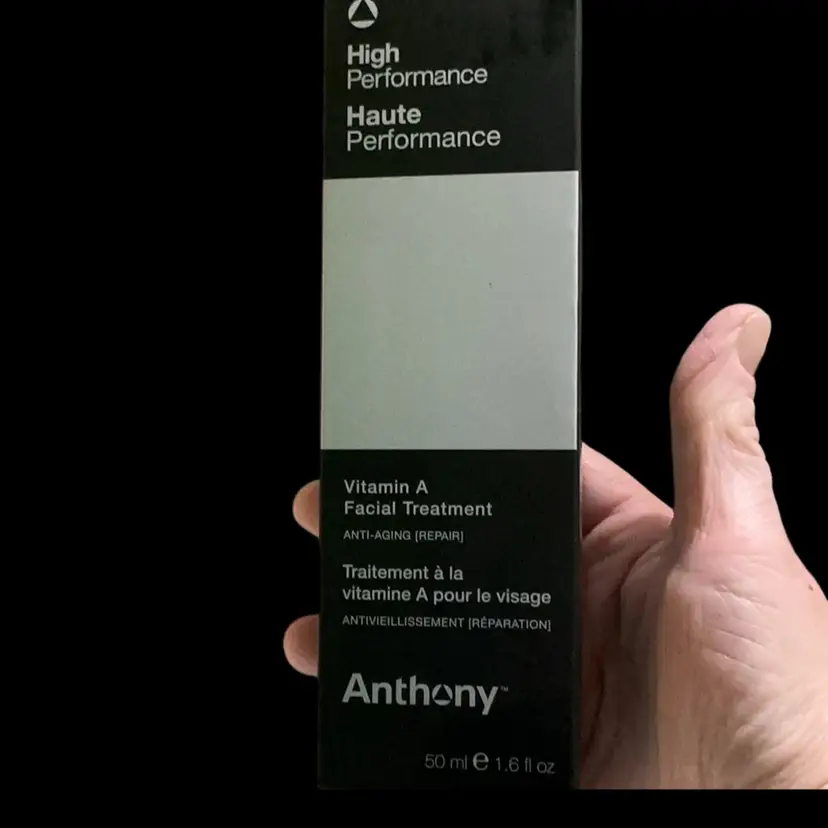 High
Performance
Haute
Performance
Vitamin A
Facial Treatment
ANTI-AGING [REPAIR]
Traitement à la
vitamine A pour le visage
ANTIVIEILLISSEMENT [RÉPARATION]
Anthony™
50 ml ℮ 1.6 fl oz